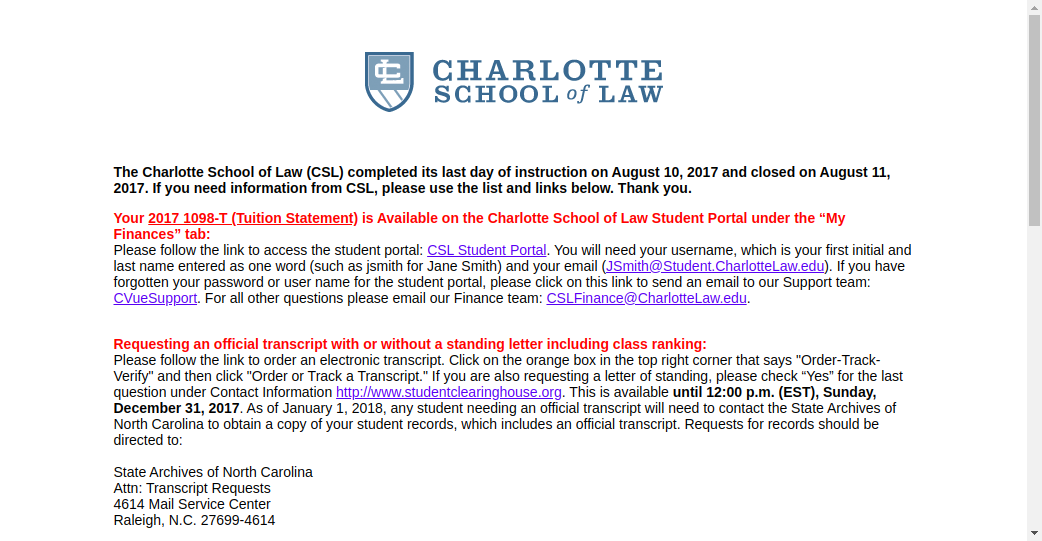 CHARLOTTE
SCHOOL of LAW
The Charlotte School of Law (CSL) completed its last day of instruction on August 10, 2017 and closed on August 11,
2017. If you need information from CSL, please use the list and links below. Thank you.
Your 2017 1098-T (Tuition Statement) is Available on the Charlotte School of Law Student Portal under the “My
Finances” tab:
Please follow the link to access the student portal: CSL Student Portal. You will need your username, which is your first initial and
last name entered as one word (such as jsmith for Jane Smith) and your email (JSmith@Student.CharlotteLaw.edu). If you have
forgotten your password or user name for the student portal, please click on this link to send an email to our Support team:
CVueSupport. For all other questions please email our Finance team: CSLFinance@CharlotteLaw.edu.
Requesting an official transcript with or without a standing letter including class ranking:
Please follow the link to order an electronic transcript. Click on the orange box in the top right corner that says "Order-Track-
Verify" and then click "Order or Track a Transcript." If you are also requesting a letter of standing, please check “Yes” for the last
question under Contact Information http://www.studentclearinghouse.org. This is available until 12:00 p.m. (EST), Sunday,
December 31, 2017. As of January 1, 2018, any student needing an official transcript will need to contact the State Archives of
North Carolina to obtain a copy of your student records, which includes an official transcript. Requests for records should be
directed to:
State Archives of North Carolina
Attn: Transcript Requests
4614 Mail Service Center
Raleigh, N.C. 27699-4614